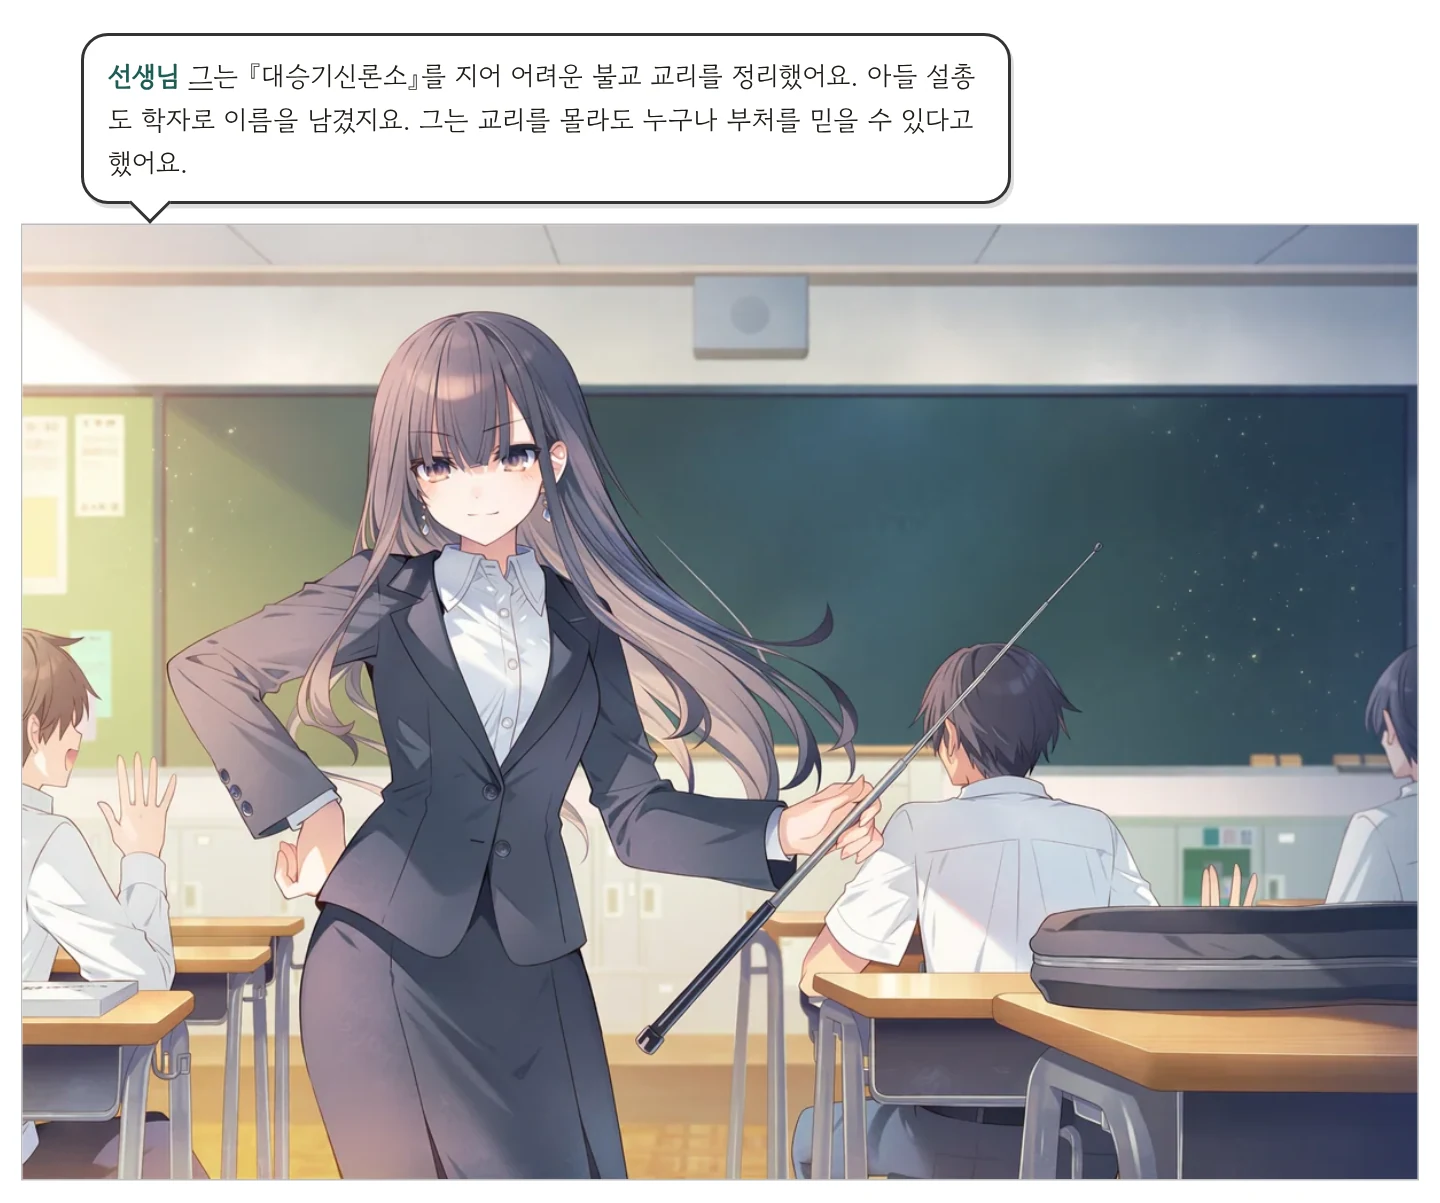 선생님 그는 『대승기신론소』를 지어 어려운 불교 교리를 정리했어요. 아들 설총
도 학자로 이름을 남겼지요. 그는 교리를 몰라도 누구나 부처를 믿을 수 있다고
했어요.